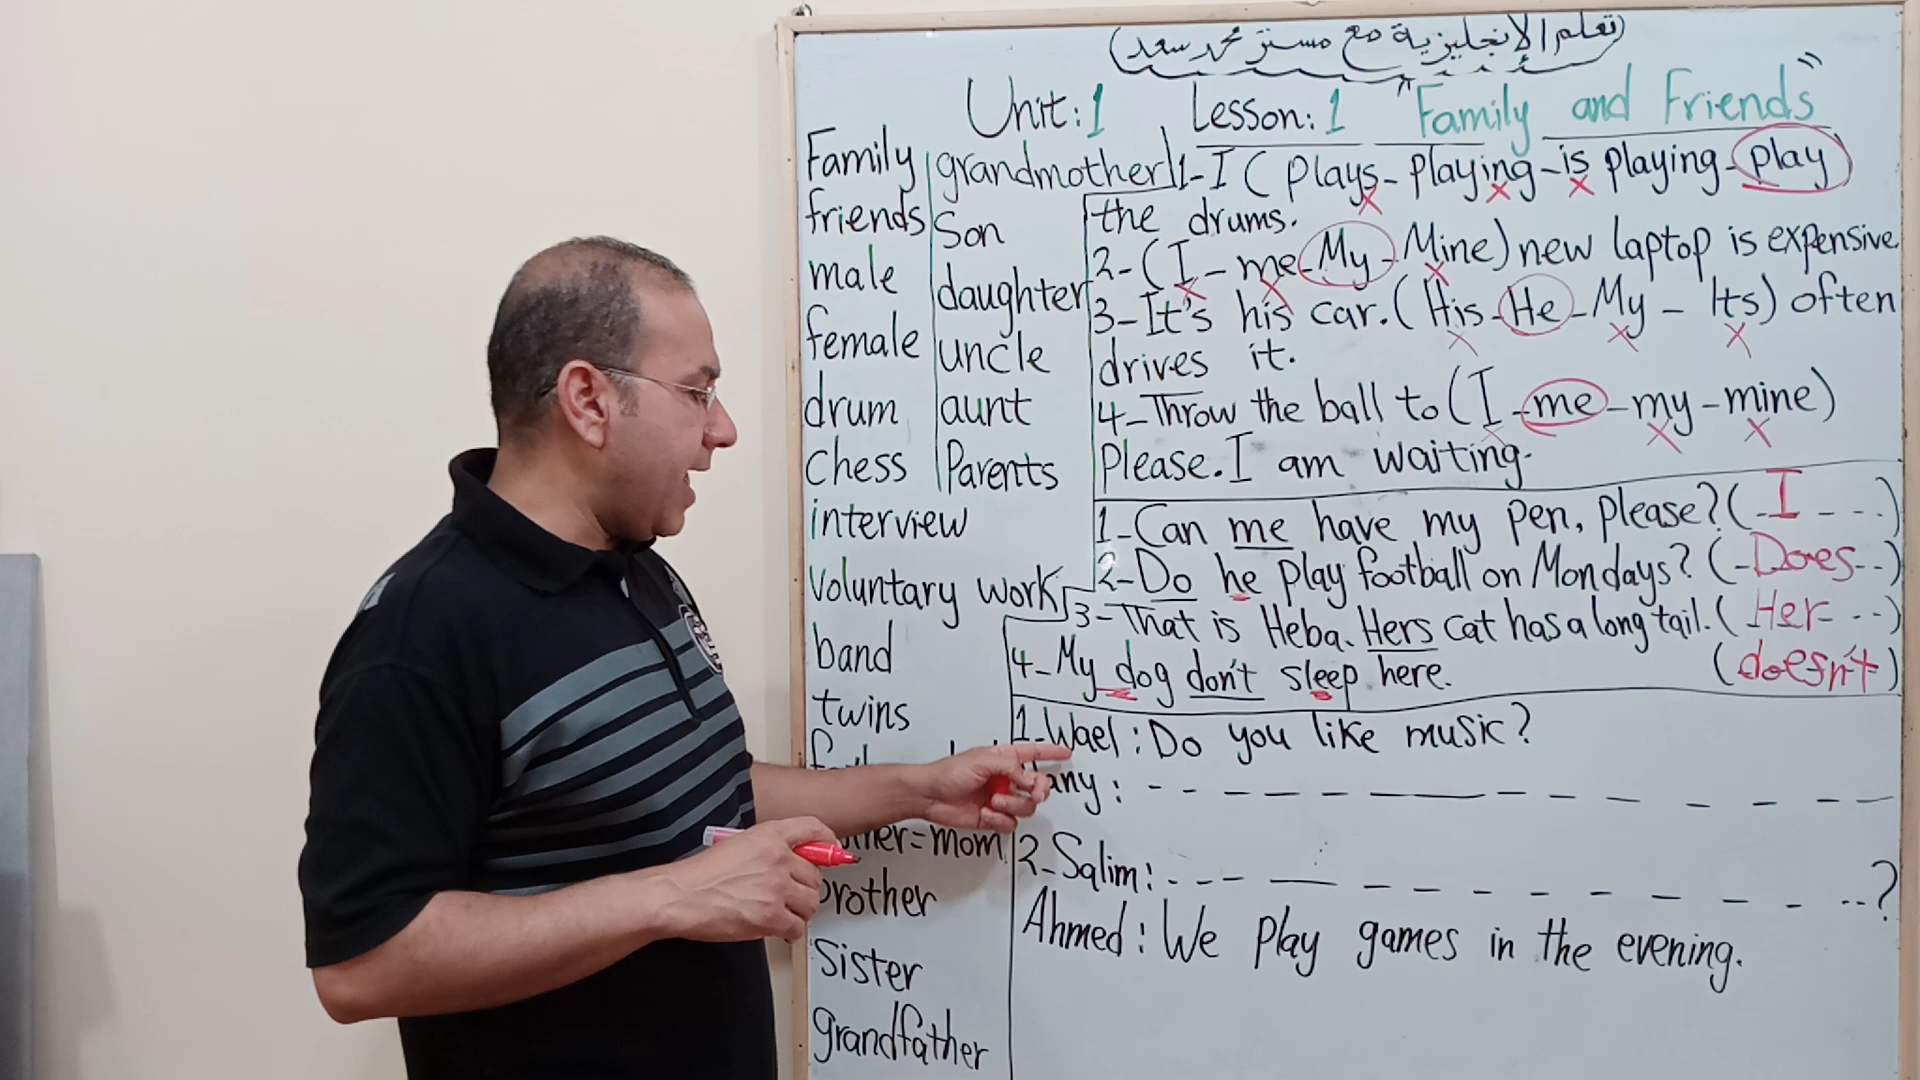 (تعلم الإنجليزية مع مستر محمد سعد)
Unit: 1 Lesson: 1 "Family and Friends"
Family
friends
male
female
drum
chess
interview
Voluntary work
band
twins
=mom
brother
Sister
grandfather
grandmother
Son
daughter
uncle
aunt
Parents
1-I (plays-playing-is playing-play
the drums.
2-(I-me-My-Mine) new laptop is expensive
3-It's his car.(His-He-My-Its) often
drives it.
4-Throw the ball to (I-me-my-mine)
please. I am waiting.
1-Can me have my pen, please? (-I---)
2-Do he play football on Mondays? (-Does--)
3-That is Heba. Hers cat has a long tail. (Her---)
4-My dog don't sleep here. (doesn't)
1-Wael: Do you like music?
Hany: - - - - - - - - - - - - - - -
2-Salim: - - - - - - - - - - - - - - -?
Ahmed: We play games in the evening.